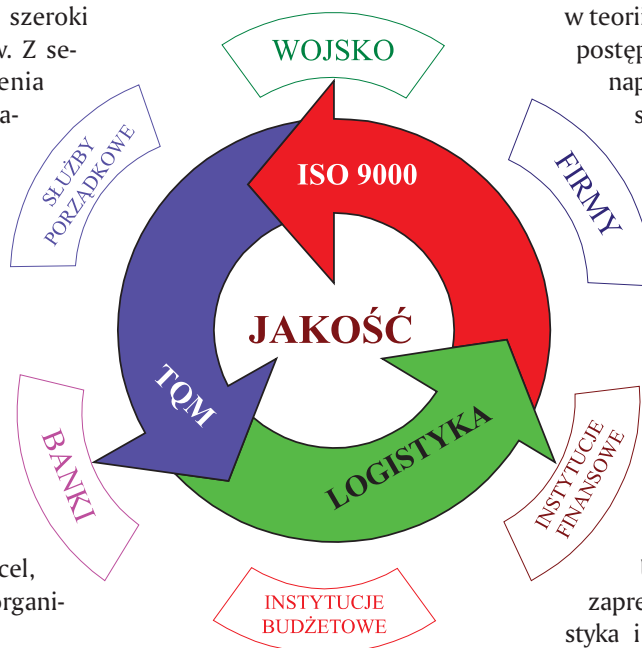 szeroki
w. Z se-
enia
a-
w teorii
postęp
nap
s
WOJSKO
SŁUŻBY
PORZĄDKOWE
FIRMY
ISO 9000
JAKOŚĆ
TQM
LOGISTYKA
BANKI
INSTYTUCJE
FINANSOWE
INSTYTUCJE
BUDŻETOWE
cel,
organi-
zapre
styka i